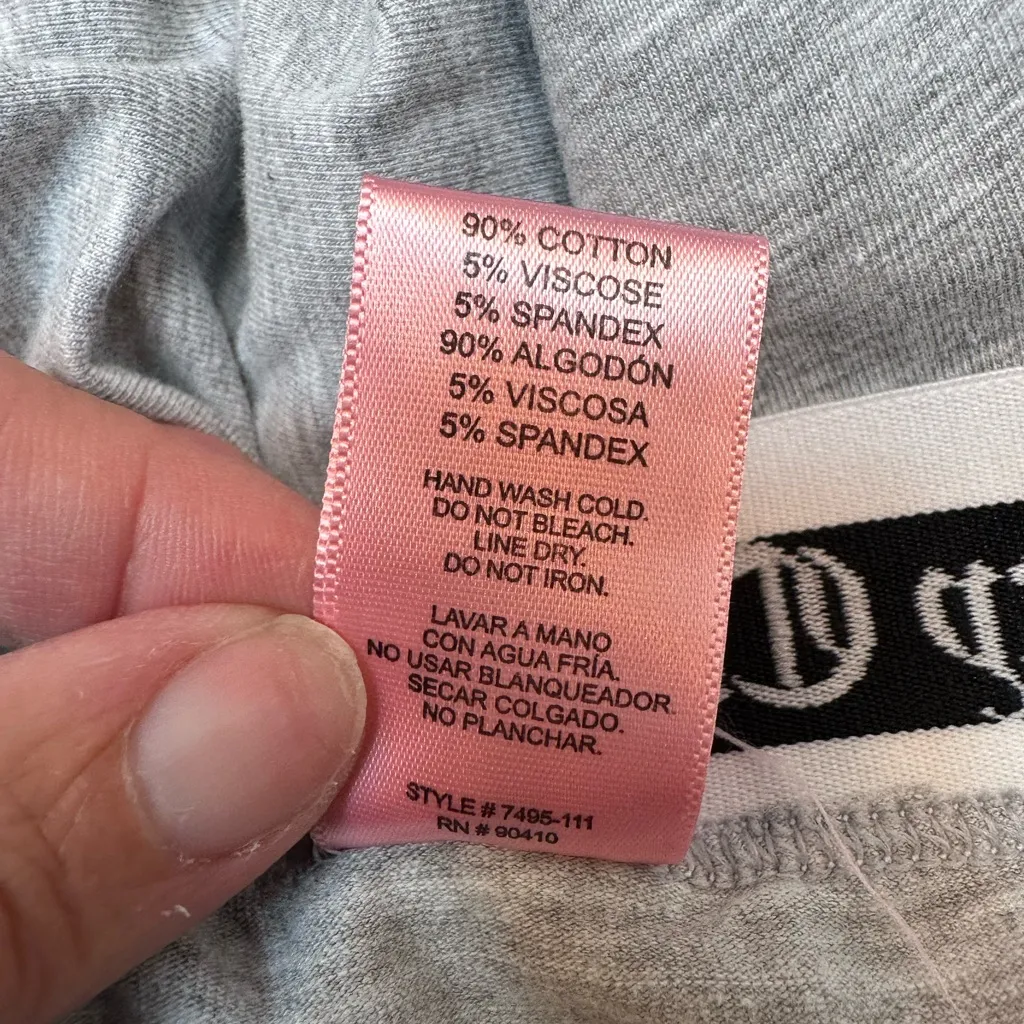 90% COTTON
5% VISCOSE
5% SPANDEX
90% ALGODÓN
5% VISCOSA
5% SPANDEX
HAND WASH COLD.
DO NOT BLEACH.
LINE DRY.
DO NOT IRON.
LAVAR A MANO
CON AGUA FRÍA.
NO USAR BLANQUEADOR.
SECAR COLGADO.
NO PLANCHAR.
STYLE # 7495-111
RN # 90410